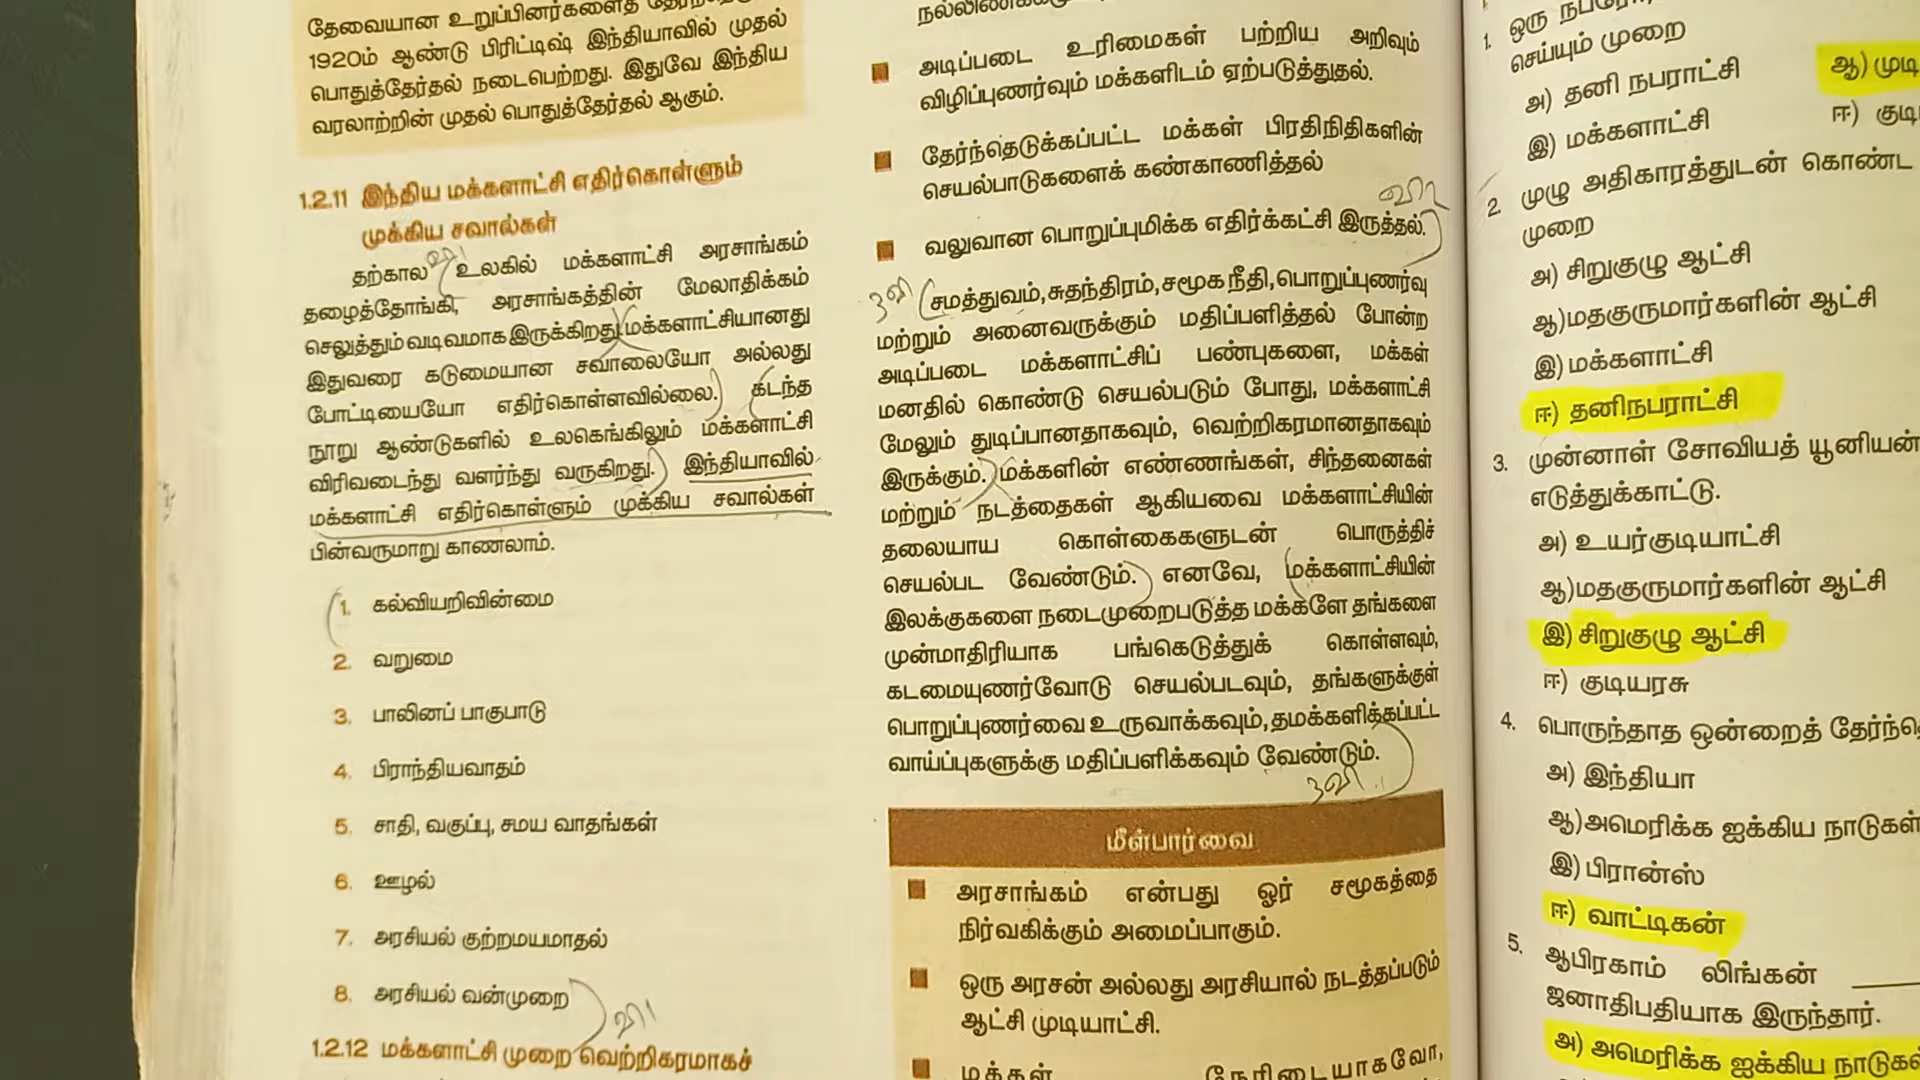 தேவையான உறுப்பினர்களைத்
1920ம் ஆண்டு பிரிட்டிஷ் இந்தியாவில் முதல்
பொதுத்தேர்தல் நடைபெற்றது. இதுவே இந்திய
வரலாற்றின் முதல் பொதுத்தேர்தல் ஆகும்.
1.2.11 இந்திய மக்களாட்சி எதிர்கொள்ளும்
முக்கிய சவால்கள்
தற்கால உலகில் மக்களாட்சி அரசாங்கம்
தழைத்தோங்கி, அரசாங்கத்தின் மேலாதிக்கம்
செலுத்தும் வடிவமாக இருக்கிறது. மக்களாட்சியானது
இதுவரை கடுமையான சவாலையோ அல்லது
போட்டியையோ எதிர்கொள்ளவில்லை. கடந்த
நூறு ஆண்டுகளில் உலகெங்கிலும் மக்களாட்சி
விரிவடைந்து வளர்ந்து வருகிறது. இந்தியாவில்
மக்களாட்சி எதிர்கொள்ளும் முக்கிய சவால்கள்
பின்வருமாறு காணலாம்.
1. கல்வியறிவின்மை
2. வறுமை
3. பாலினப் பாகுபாடு
4. பிராந்தியவாதம்
5. சாதி, வகுப்பு, சமய வாதங்கள்
6. ஊழல்
7. அரசியல் குற்றமயமாதல்
8. அரசியல் வன்முறை
1.2.12 மக்களாட்சி முறை வெற்றிகரமாகச்
அடிப்படை உரிமைகள் பற்றிய அறிவும்
விழிப்புணர்வும் மக்களிடம் ஏற்படுத்துதல்.
தேர்ந்தெடுக்கப்பட்ட மக்கள் பிரதிநிதிகளின்
செயல்பாடுகளைக் கண்காணித்தல்
வலுவான பொறுப்புமிக்க எதிர்க்கட்சி இருத்தல்.
சமத்துவம், சுதந்திரம், சமூக நீதி, பொறுப்புணர்வு
மற்றும் அனைவருக்கும் மதிப்பளித்தல் போன்ற
அடிப்படை மக்களாட்சிப் பண்புகளை, மக்கள்
மனதில் கொண்டு செயல்படும் போது, மக்களாட்சி
மேலும் துடிப்பானதாகவும், வெற்றிகரமானதாகவும்
இருக்கும். மக்களின் எண்ணங்கள், சிந்தனைகள்
மற்றும் நடத்தைகள் ஆகியவை மக்களாட்சியின்
தலையாய கொள்கைகளுடன் பொருத்திச்
செயல்பட வேண்டும். எனவே, மக்களாட்சியின்
இலக்குகளை நடைமுறைபடுத்த மக்களே தங்களை
முன்மாதிரியாக பங்கெடுத்துக் கொள்ளவும்,
கடமையுணர்வோடு செயல்படவும், தங்களுக்குள்
பொறுப்புணர்வை உருவாக்கவும், தமக்களிக்கப்பட்ட
வாய்ப்புகளுக்கு மதிப்பளிக்கவும் வேண்டும்.
மீள்பார்வை
அரசாங்கம் என்பது ஓர் சமூகத்தை
நிர்வகிக்கும் அமைப்பாகும்.
ஒரு அரசன் அல்லது அரசியால் நடத்தப்படும்
ஆட்சி முடியாட்சி.
மக்கள் நேரிடையாகவோ,
1. ஒரு
செய்யும் முறை
அ) தனி நபராட்சி ஆ) முடி
இ) மக்களாட்சி ஈ) குடி
2. முழு அதிகாரத்துடன் கொண்ட
முறை
அ) சிறுகுழு ஆட்சி
ஆ)மதகுருமார்களின் ஆட்சி
இ) மக்களாட்சி
ஈ) தனிநபராட்சி
3. முன்னாள் சோவியத் யூனியன்
எடுத்துக்காட்டு.
அ) உயர்குடியாட்சி
ஆ)மதகுருமார்களின் ஆட்சி
இ) சிறுகுழு ஆட்சி
ஈ) குடியரசு
4. பொருந்தாத ஒன்றைத் தேர்ந்தெ
அ) இந்தியா
ஆ)அமெரிக்க ஐக்கிய நாடுகள்
இ) பிரான்ஸ்
ஈ) வாட்டிகன்
5. ஆபிரகாம் லிங்கன்
ஜனாதிபதியாக இருந்தார்.
அ) அமெரிக்க ஐக்கிய நாடுகள்